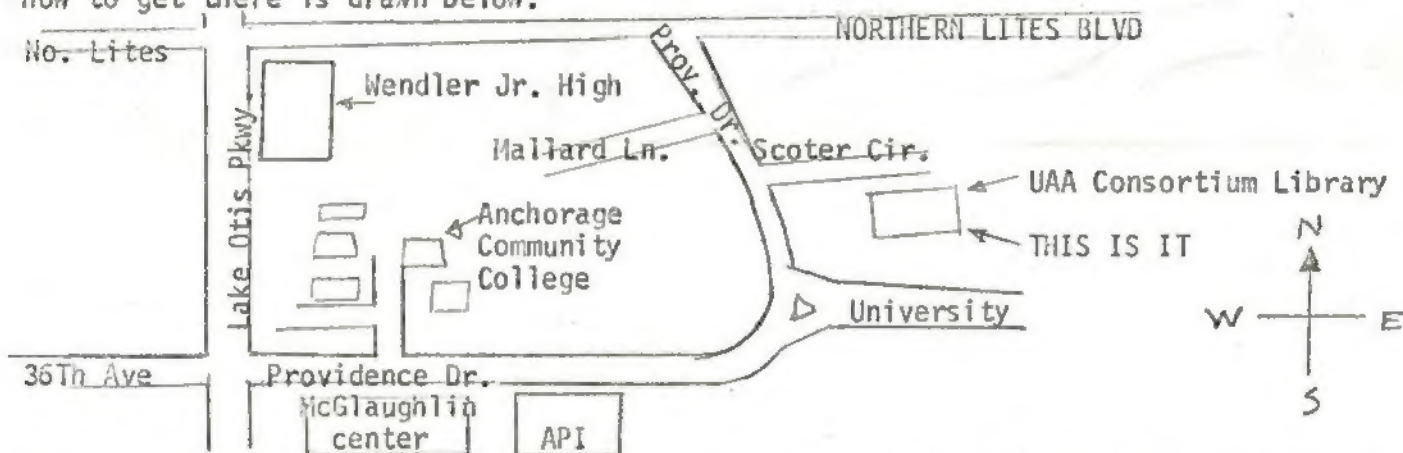 how to get there is drawn below.
NORTHERN LITES BLVD
No. Lites
Prov. Dr.
Wendler Jr. High
Lake Otis Pkwy
Mallard Ln.
Scoter Cir.
UAA Consortium Library
THIS IS IT
Anchorage
Community
College
University
N
W
E
S
36Th Ave
Providence Dr.
McGlaughlin
center
API